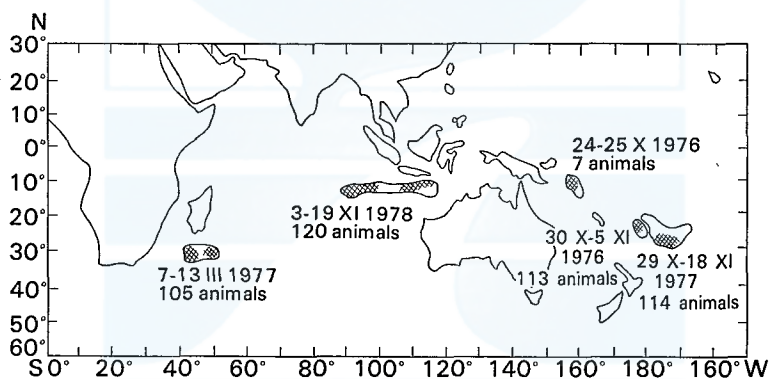 N
30°
20°
10°
0°
10°
20°
30°
40°
50°
60°
S 0° 20° 40° 60° 80° 100° 120° 140° 160° 180° 160° W
24-25 X 1976
7 animals
3-19 XI 1978
120 animals
30 X-5 XI
1976
113 animals
29 X-18 XI
1977
114 animals
7-13 III 1977
105 animals